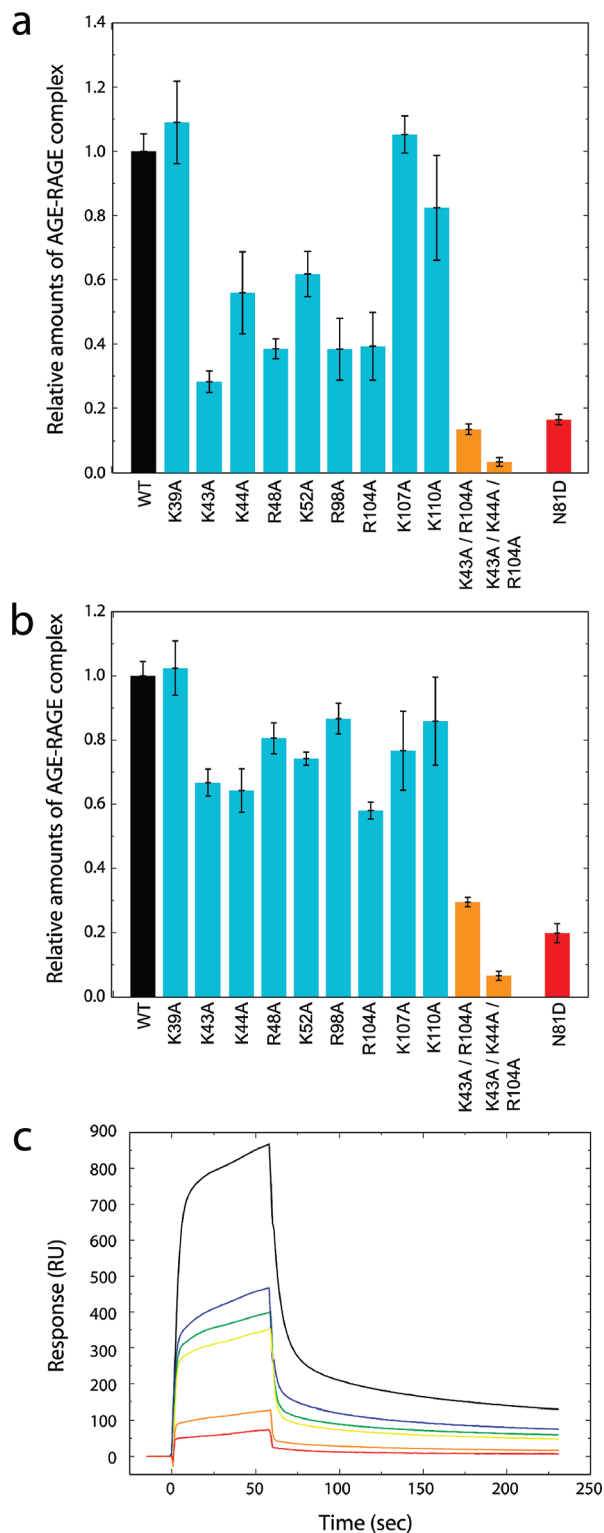 a
Relative amounts of AGE-RAGE complex
1.4
1.2
1.0
0.8
0.6
0.4
0.2
0.0
WT
K39A
K43A
K44A
R48A
K52A
R98A
R104A
K107A
K110A
K43A / R104A
K43A / K44A /
R104A
N81D
b
Relative amounts of AGE-RAGE complex
1.2
1.0
0.8
0.6
0.4
0.2
0.0
WT
K39A
K43A
K44A
R48A
K52A
R98A
R104A
K107A
K110A
K43A / R104A
K43A / K44A /
R104A
N81D
c
Response (RU)
900
800
700
600
500
400
300
200
100
0
0
50
100
150
200
250
Time (sec)